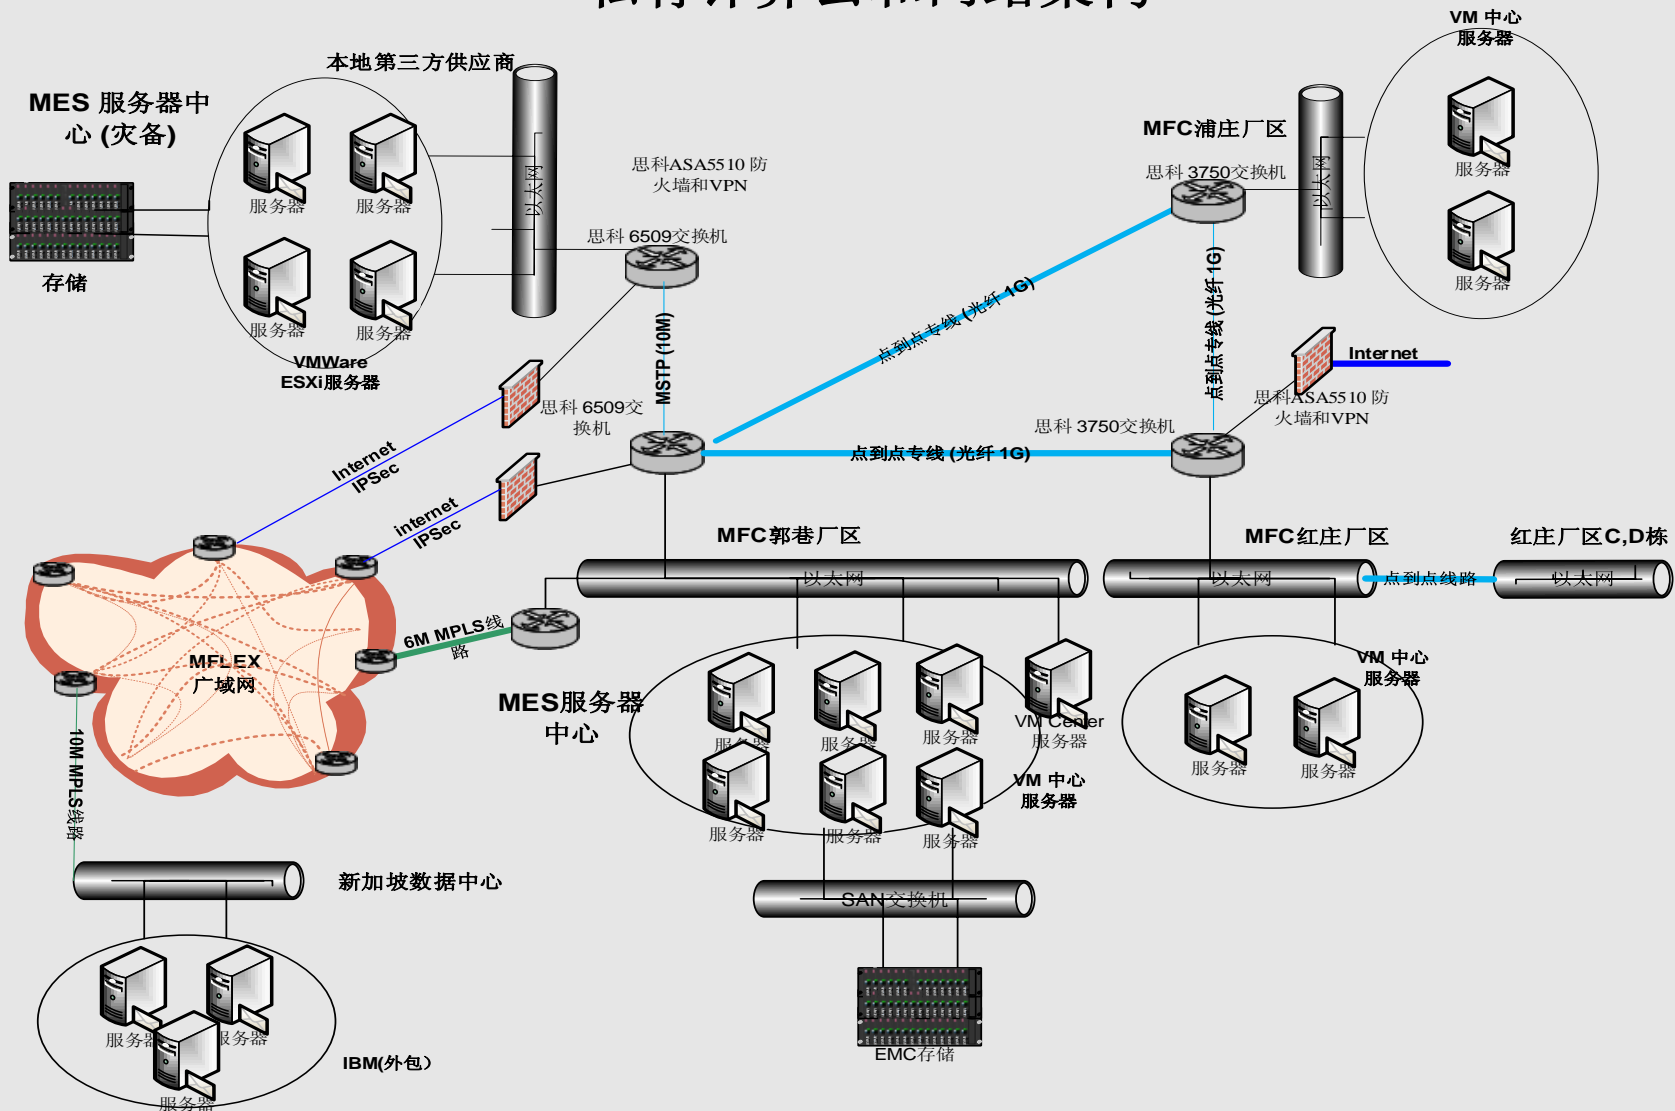 VM 中心
服务器
本地第三方供应商
MES 服务器中
心 (灾备)
MFC浦庄厂区
思科ASA5510 防
火墙和VPN
思科 3750交换机
以太网
以太网
服务器
服务器
服务器
服务器
思科 6509交换机
存储
服务器
服务器
服务器
VMWare
ESXi服务器
MSTP (10M)
点到点专线 (光纤 1G)
点到点专线 (光纤 1G)
Internet
思科ASA5510 防
火墙和VPN
思科 6509交
换机
思科 3750交换机
点到点专线 (光纤 1G)
Internet
IPSec
internet
IPSec
MFC郭巷厂区
MFC红庄厂区
红庄厂区C,D栋
以太网
以太网
点到点线路
以太网
6M MPLS线
路
MFLEX
广域网
MES服务器
中心
VM 中心
服务器
VM Center
服务器
服务器
服务器
服务器
服务器
服务器
VM 中心
服务器
服务器
服务器
服务器
10M MPLS线路
新加坡数据中心
SAN交换机
服务器
服务器
IBM(外包）
EMC存储
服务器